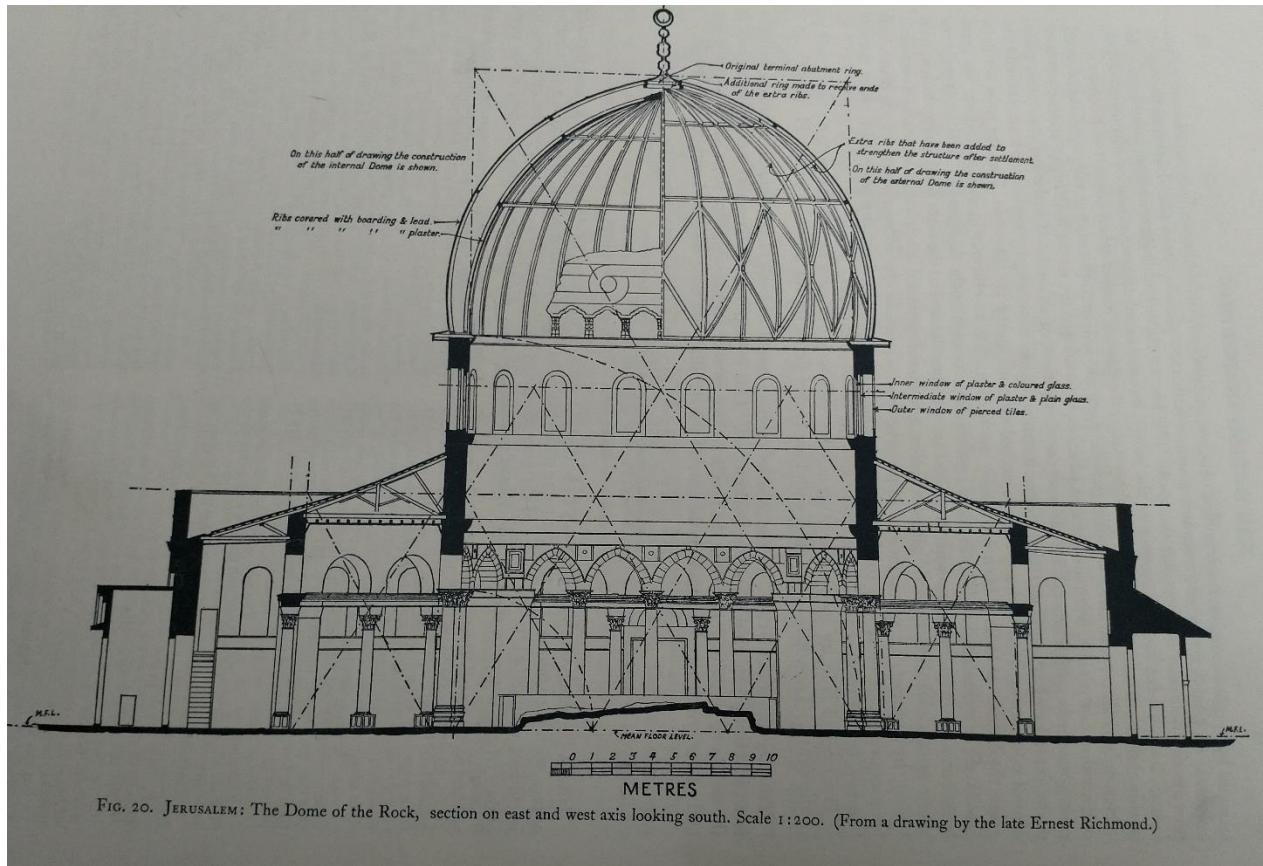 Original terminal abutment ring.
Additional ring made to receive ends
of the extra ribs.
On this half of drawing the construction
of the internal Dome is shown.
Extra ribs that have been added to
strengthen the structure after settlement
On this half of drawing the construction
of the external Dome is shown.
Ribs covered with boarding & lead.
" " " " " plaster.
Inner window of plaster & coloured glass.
Intermediate window of plaster & plain glass.
Outer window of pierced tiles.
M.F.L.
MEAN FLOOR LEVEL.
M.F.L.
0 1 2 3 4 5 6 7 8 9 10
METRES
FIG. 20. JERUSALEM: The Dome of the Rock, section on east and west axis looking south. Scale 1:200. (From a drawing by the late Ernest Richmond.)